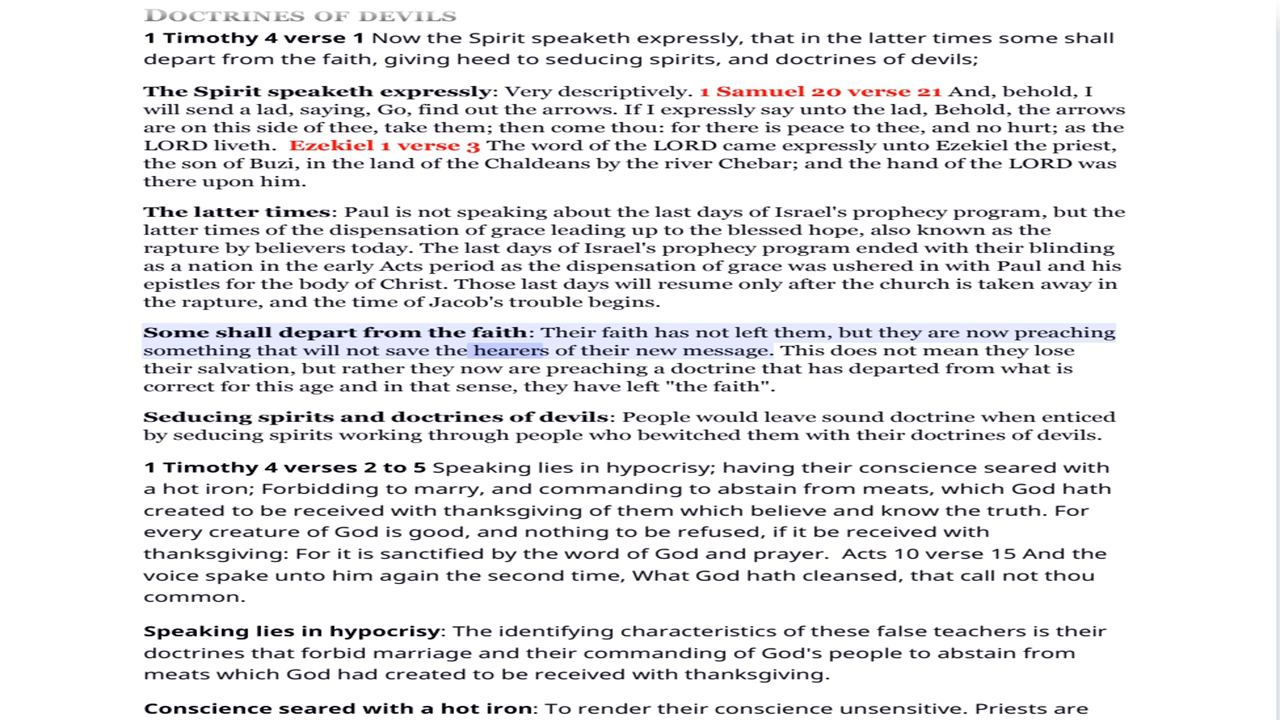 DOCTRINES OF DEVILS
1 Timothy 4 verse 1 Now the Spirit speaketh expressly, that in the latter times some shall
depart from the faith, giving heed to seducing spirits, and doctrines of devils;
The Spirit speaketh expressly: Very descriptively. 1 Samuel 20 verse 21 And, behold, I
will send a lad, saying, Go, find out the arrows. If I expressly say unto the lad, Behold, the arrows
are on this side of thee, take them; then come thou: for there is peace to thee, and no hurt; as the
LORD liveth. Ezekiel 1 verse 3 The word of the LORD came expressly unto Ezekiel the priest,
the son of Buzi, in the land of the Chaldeans by the river Chebar; and the hand of the LORD was
there upon him.
The latter times: Paul is not speaking about the last days of Israel's prophecy program, but the
latter times of the dispensation of grace leading up to the blessed hope, also known as the
rapture by believers today. The last days of Israel's prophecy program ended with their blinding
as a nation in the early Acts period as the dispensation of grace was ushered in with Paul and his
epistles for the body of Christ. Those last days will resume only after the church is taken away in
the rapture, and the time of Jacob's trouble begins.
Some shall depart from the faith: Their faith has not left them, but they are now preaching
something that will not save the hearers of their new message. This does not mean they lose
their salvation, but rather they now are preaching a doctrine that has departed from what is
correct for this age and in that sense, they have left "the faith".
Seducing spirits and doctrines of devils: People would leave sound doctrine when enticed
by seducing spirits working through people who bewitched them with their doctrines of devils.
1 Timothy 4 verses 2 to 5 Speaking lies in hypocrisy; having their conscience seared with
a hot iron; Forbidding to marry, and commanding to abstain from meats, which God hath
created to be received with thanksgiving of them which believe and know the truth. For
every creature of God is good, and nothing to be refused, if it be received with
thanksgiving: For it is sanctified by the word of God and prayer. Acts 10 verse 15 And the
voice spake unto him again the second time, What God hath cleansed, that call not thou
common.
Speaking lies in hypocrisy: The identifying characteristics of these false teachers is their
doctrines that forbid marriage and their commanding of God's people to abstain from
meats which God had created to be received with thanksgiving.
Conscience seared with a hot iron: To render their conscience unsensitive. Priests are